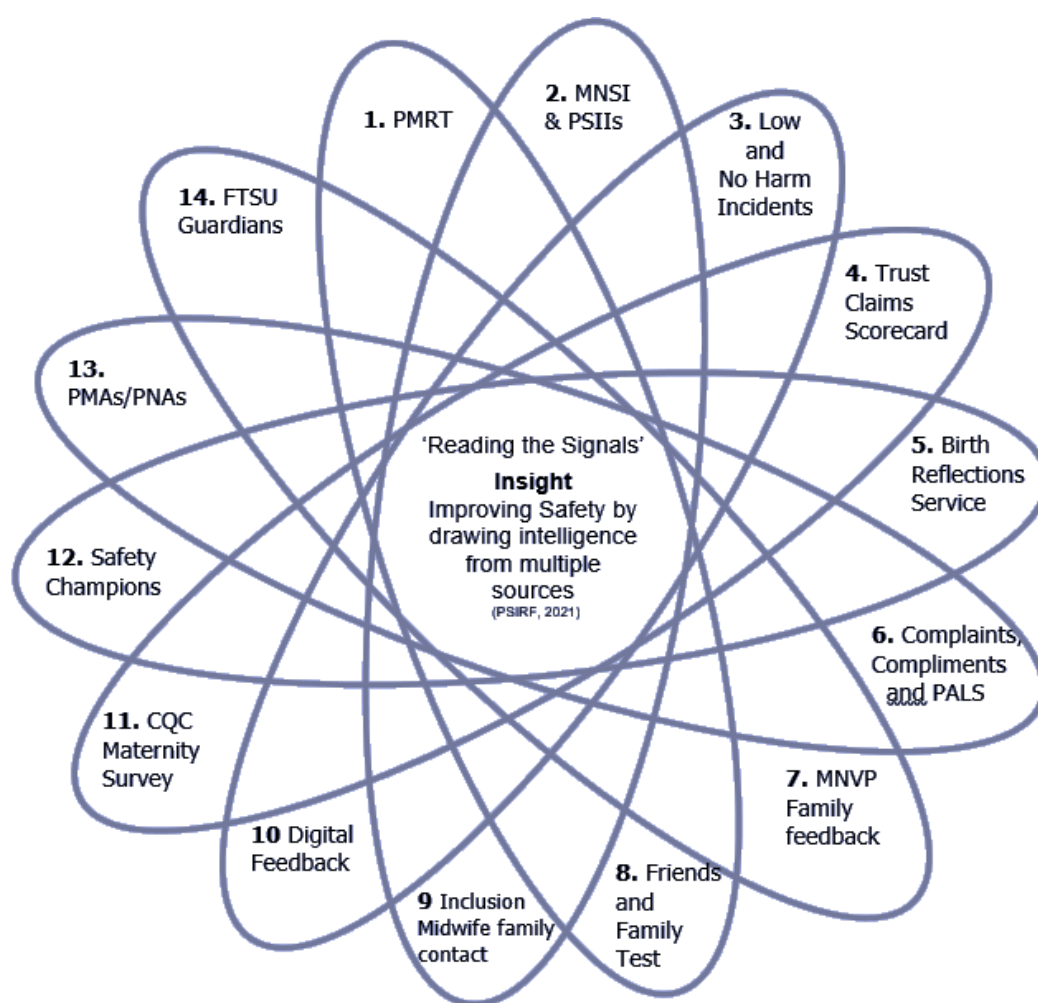 1. PMRT
2. MNSI
& PSIIs
3. Low
and
No Harm
Incidents
4. Trust
Claims
Scorecard
5. Birth
Reflections
Service
6. Complaints,
Compliments
and PALS
7. MNVP
Family
feedback
8. Friends
and
Family
Test
9 Inclusion
Midwife family
contact
10 Digital
Feedback
11. CQC
Maternity
Survey
12. Safety
Champions
13.
PMAs/PNAs
14. FTSU
Guardians
‘Reading the Signals’
Insight
Improving Safety by
drawing intelligence
from multiple
sources
(PSIRF, 2021)